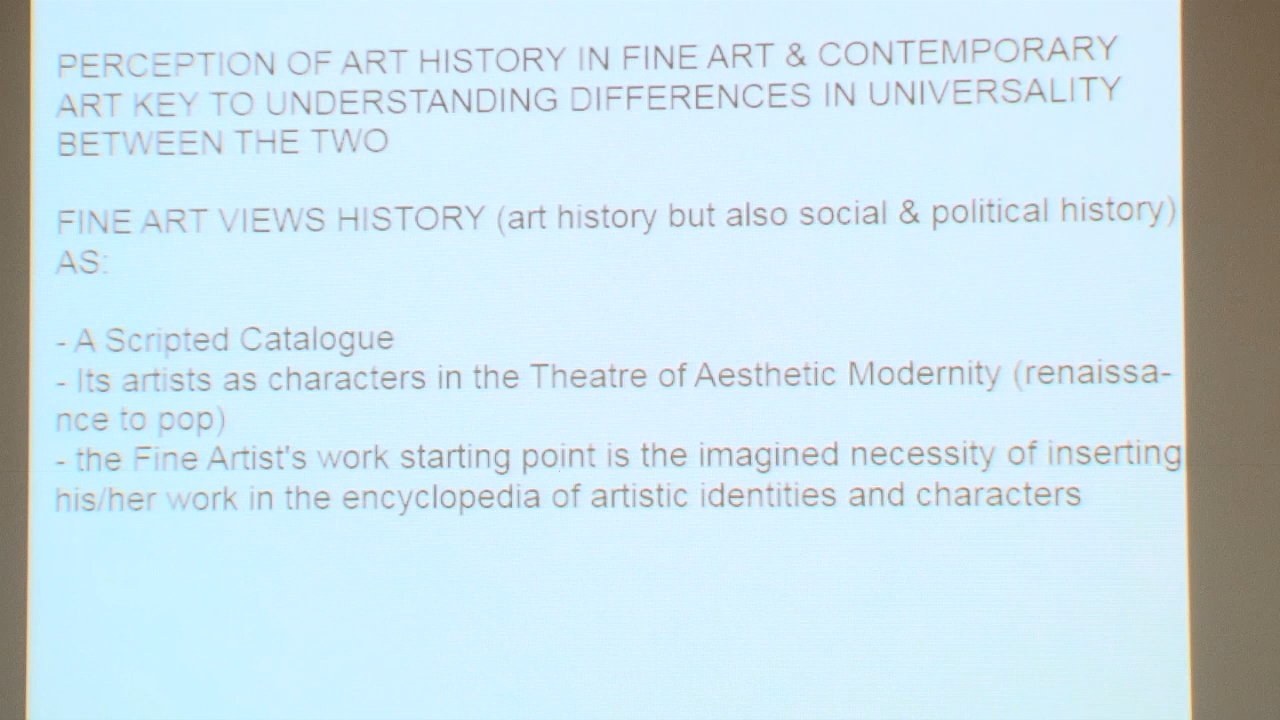 PERCEPTION OF ART HISTORY IN FINE ART & CONTEMPORARY
ART KEY TO UNDERSTANDING DIFFERENCES IN UNIVERSALITY
BETWEEN THE TWO
FINE ART VIEWS HISTORY (art history but also social & political history)
AS:
- A Scripted Catalogue
- Its artists as characters in the Theatre of Aesthetic Modernity (renaissa-
nce to pop)
- the Fine Artist's work starting point is the imagined necessity of inserting
his/her work in the encyclopedia of artistic identities and characters